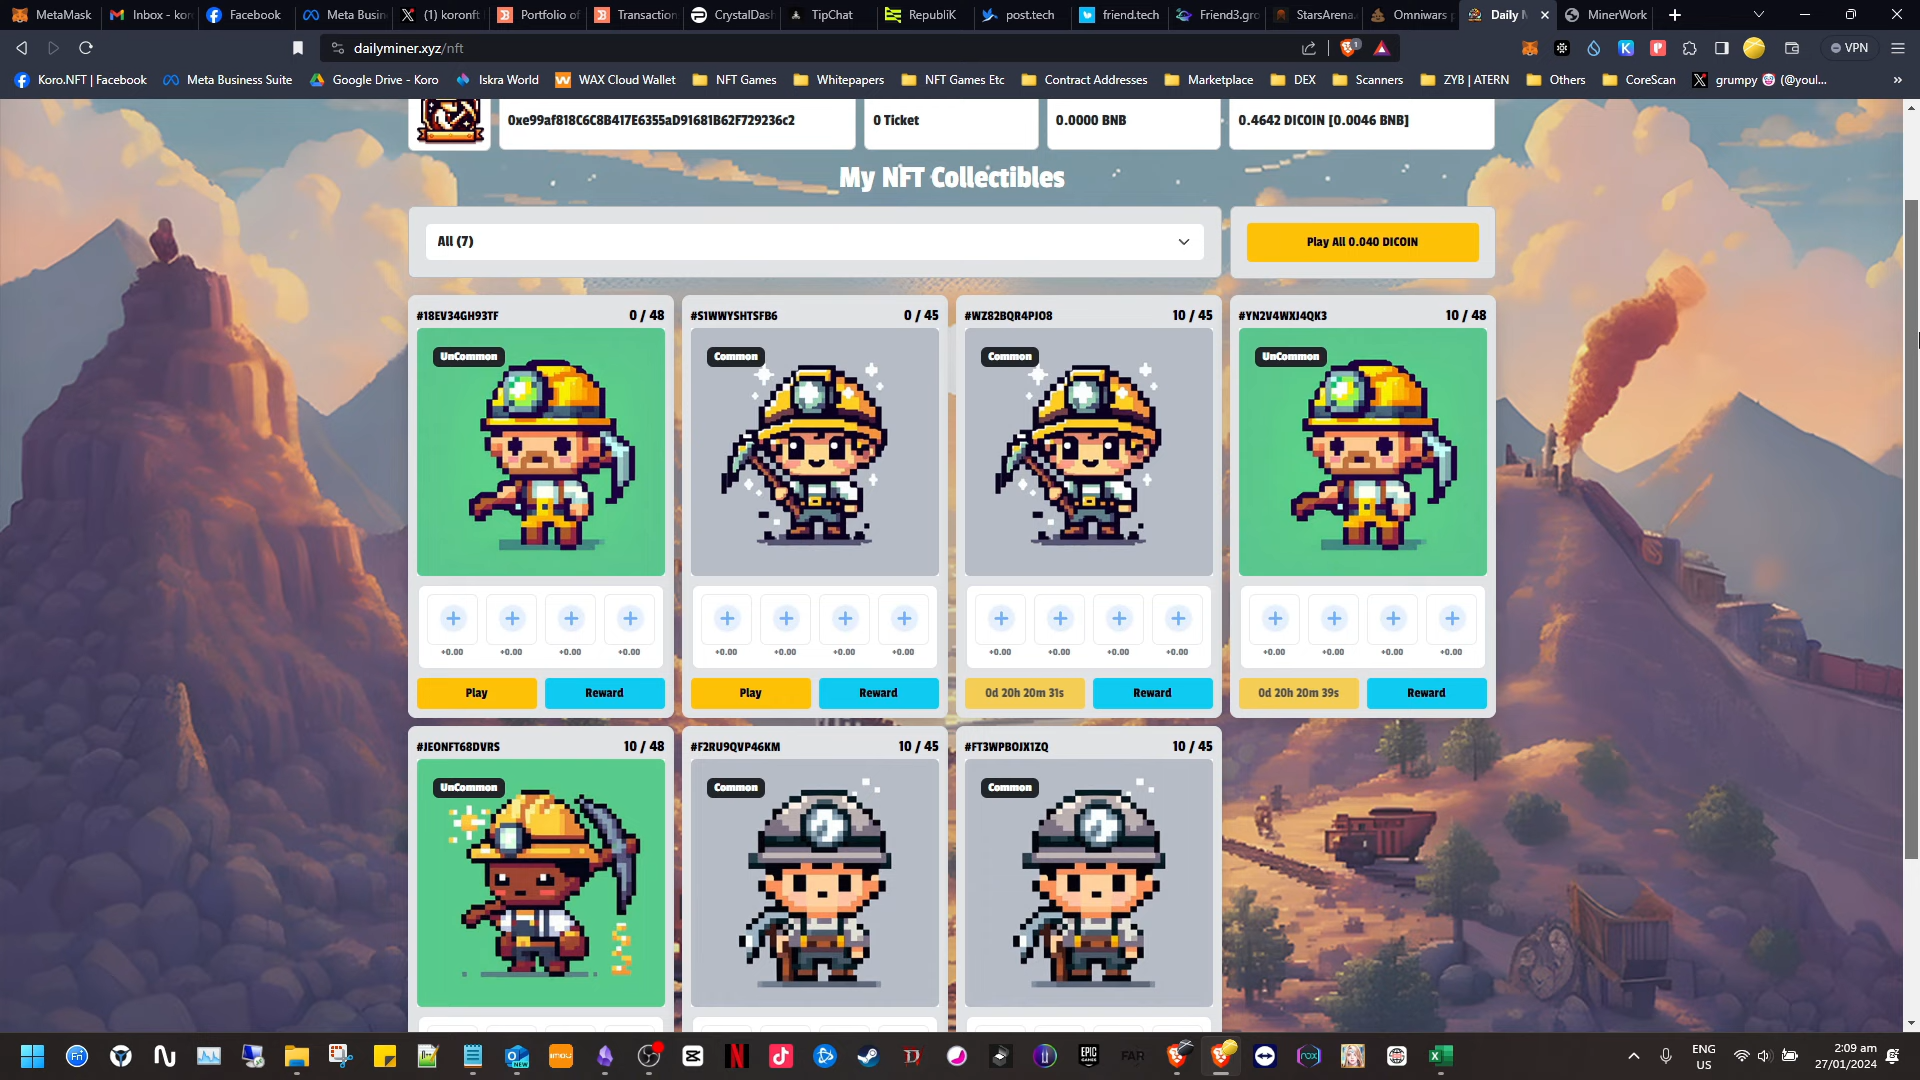 MetaMask
Inbox - kor
Facebook
Meta Busin
(1) koronft
Portfolio of
Transaction
CrystalDash
TipChat
RepubliK
post.tech
friend.tech
Friend3.gro
StarsArena.
Omniwars
Daily M
MinerWork
dailyminer.xyz/nft
1
VPN
Koro.NFT | Facebook
Meta Business Suite
Google Drive - Koro
Iskra World
WAX Cloud Wallet
NFT Games
Whitepapers
NFT Games Etc
Contract Addresses
Marketplace
DEX
Scanners
ZYB | ATERN
Others
CoreScan
grumpy (@youl...
0xe99af818C6C8B417E6355aD91681B62F729236c2
0 Ticket
0.0000 BNB
0.4642 DICOIN [0.0046 BNB]
My NFT Collectibles
All (7)
Play All 0.040 DICOIN
#18EV34GH93TF 0 / 48
#S1WWYSHTSFB6 0 / 45
#WZ82BQR4PJO8 10 / 45
#YN2V4WXJ4QK3 10 / 48
UnCommon
Common
Common
UnCommon
+0.00 +0.00 +0.00 +0.00
+0.00 +0.00 +0.00 +0.00
+0.00 +0.00 +0.00 +0.00
+0.00 +0.00 +0.00 +0.00
Play Reward
Play Reward
0d 20h 20m 31s Reward
0d 20h 20m 39s Reward
#JEONFT68DVRS 10 / 48
#F2RU9QVP46KM 10 / 45
#FT3WPBOJX1ZQ 10 / 45
UnCommon
Common
Common
NEW
imou
EPIC
GAMES
FAR
ENG
US
2:09 am
27/01/2024